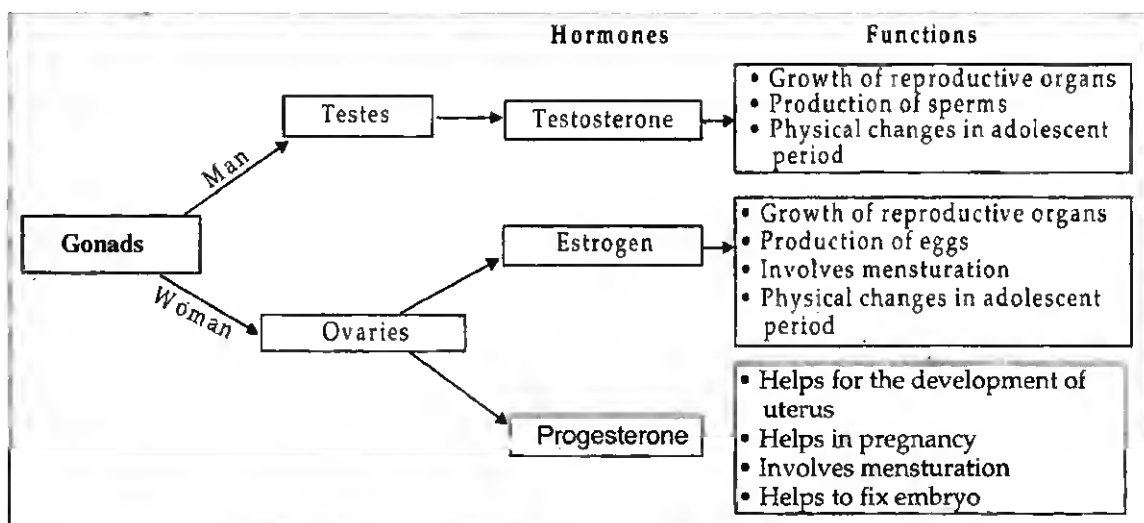 Hormones
Functions
Testes
Testosterone
• Growth of reproductive organs
• Production of sperms
• Physical changes in adolescent
period
Man
Gonads
Woman
Ovaries
Estrogen
• Growth of reproductive organs
• Production of eggs
• Involves mensturation
• Physical changes in adolescent
period
Progesterone
• Helps for the development of
uterus
• Helps in pregnancy
• Involves mensturation
• Helps to fix embryo